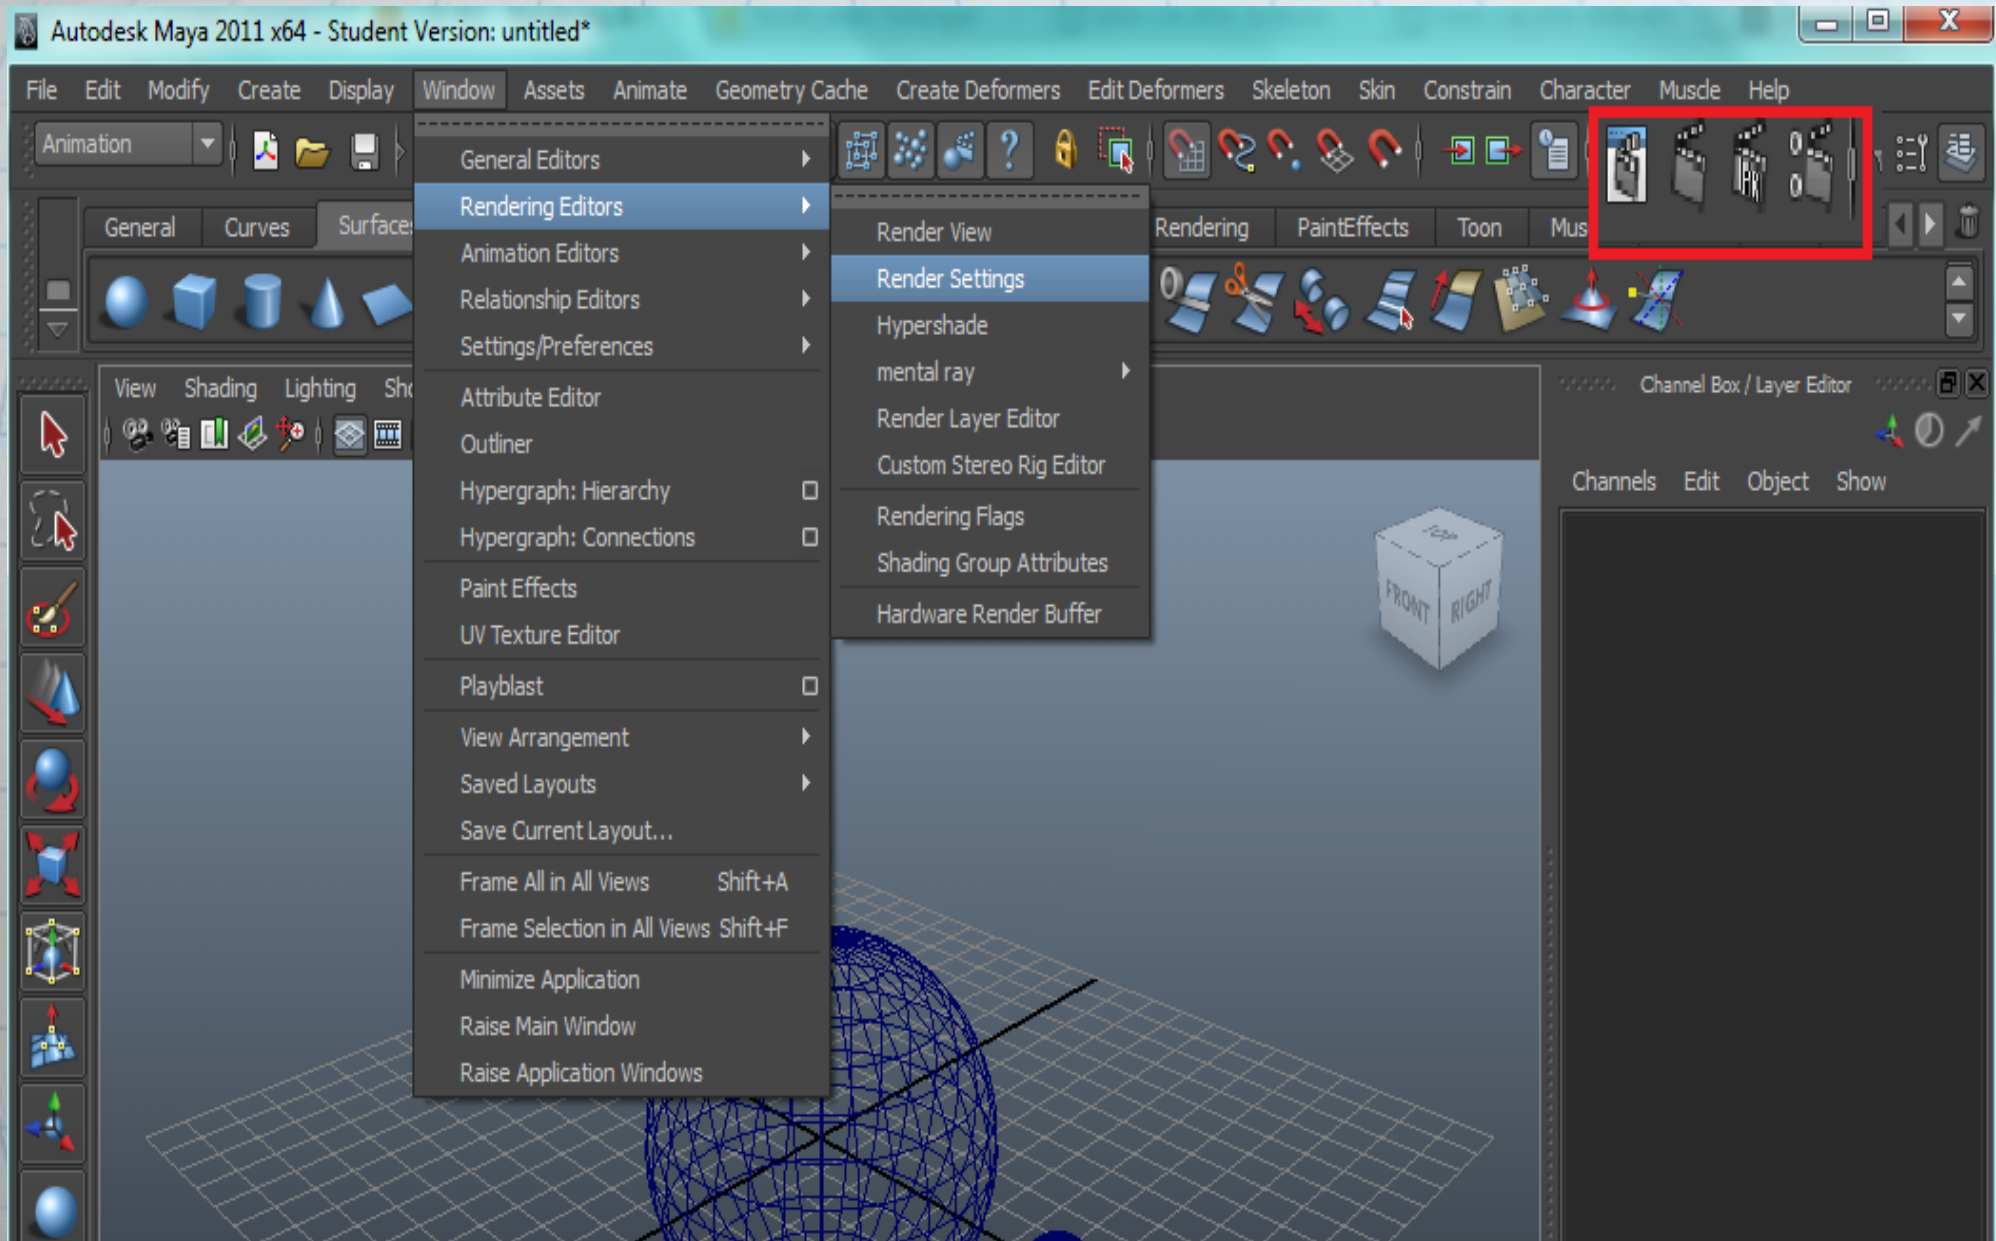 Autodesk Maya 2011 x64 - Student Version: untitled*
File Edit Modify Create Display Window Assets Animate Geometry Cache Create Deformers Edit Deformers Skeleton Skin Constrain Character Muscle Help
Animation
IPR
General Curves Surfaces Rendering PaintEffects Toon Mus
General Editors
Rendering Editors
Animation Editors
Relationship Editors
Settings/Preferences
Attribute Editor
Outliner
Hypergraph: Hierarchy
Hypergraph: Connections
Paint Effects
UV Texture Editor
Playblast
View Arrangement
Saved Layouts
Save Current Layout...
Frame All in All Views Shift+A
Frame Selection in All Views Shift+F
Minimize Application
Raise Main Window
Raise Application Windows
Render View
Render Settings
Hypershade
mental ray
Render Layer Editor
Custom Stereo Rig Editor
Rendering Flags
Shading Group Attributes
Hardware Render Buffer
View Shading Lighting Sho
Channel Box / Layer Editor
Channels Edit Object Show
TOP
FRONT RIGHT